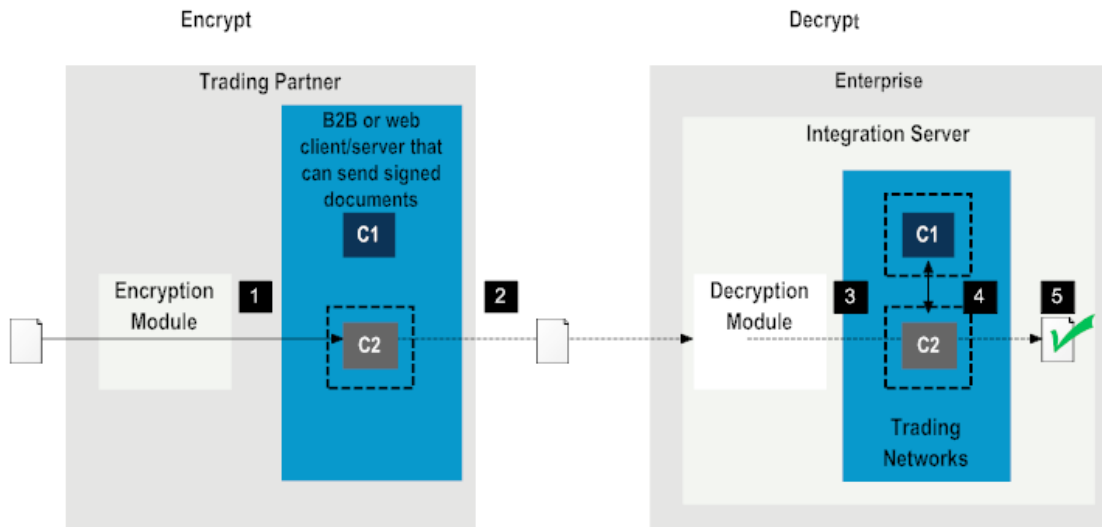 Encrypt
Decrypt
Trading Partner
B2B or web
client/server that
can send signed
documents
C1
Encryption
Module
1
2
C2
Enterprise
Integration Server
C1
Decryption
Module
3
4
5
C2
Trading
Networks